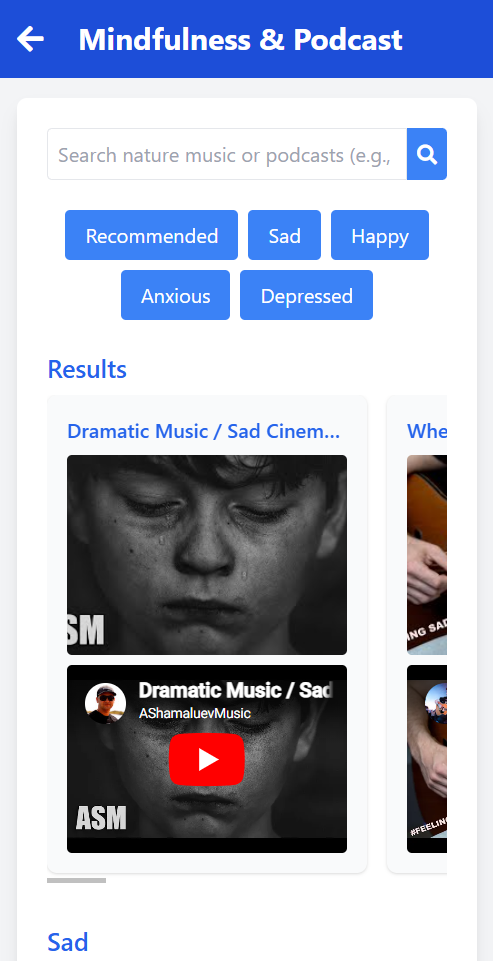 Mindfulness & Podcast
Search nature music or podcasts (e.g.,
Recommended
Sad
Happy
Anxious
Depressed
Results
Dramatic Music / Sad Cinem...
Whe
SM
NG SAD
Dramatic Music / Sad
AShamaluevMusic
ASM
#FEELIN
Sad